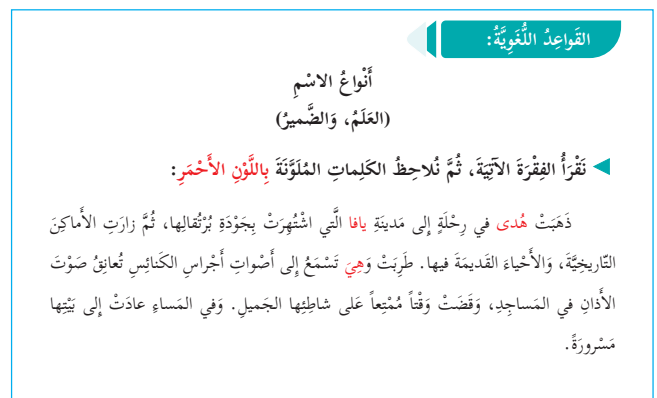 القَواعِدُ اللُّغَوِيَّةُ:
أَنْواعُ الاسْمِ
(العَلَمُ، وَالضَّميرُ)
نَقْرَأُ الفِقْرَةَ الآتِيَةَ، ثُمَّ نُلاحِظُ الكَلِماتِ المُلَوَّنَةَ بِاللَّوْنِ الأَحْمَرِ:
ذَهَبَتْ هُدى في رِحْلَةٍ إِلى مَدينَةِ يافا الَّتي اشْتُهِرَتْ بِجَوْدَةِ بُرْتُقالِها، ثُمَّ زارَتِ الأَماكِنَ
التّاريخِيَّةَ، وَالأَحْياءَ القَديمَةَ فيها. طَرِبَتْ وَهِيَ تَسْمَعُ إِلى أَصْواتِ أَجْراسِ الكَنائِسِ تُعانِقُ صَوْتَ
الأَذانِ في المَساجِدِ، وَقَضَتْ وَقْتاً مُمْتِعاً عَلى شاطِئِها الجَميلِ. وَفي المَساءِ عادَتْ إِلى بَيْتِها
مَسْرورَةً.